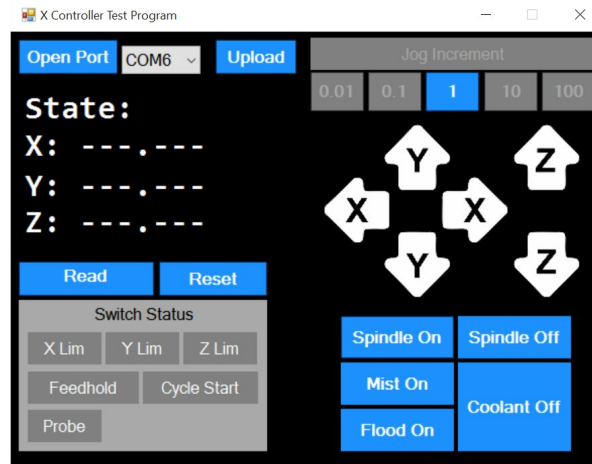 X Controller Test Program
Open Port COM6 Upload
Jog Increment
0.01 0.1 1 10 100
State:
X: ---.---
Y: ---.---
Z: ---.---
Y Z
X X
Y Z
Read Reset
Switch Status
X Lim Y Lim Z Lim
Feedhold Cycle Start
Probe
Spindle On Spindle Off
Mist On
Coolant Off
Flood On